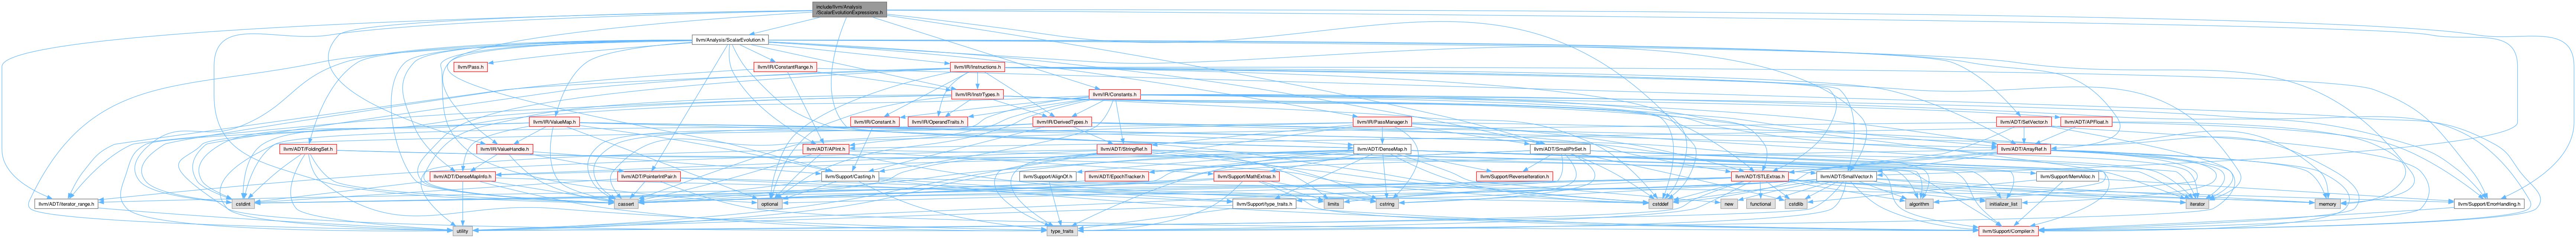 include/llvm/Analysis
/ScalarEvolutionExpressions.h
llvm/Analysis/ScalarEvolution.h
llvm/Pass.h
llvm/IR/ConstantRange.h
llvm/IR/Instructions.h
llvm/IR/InstrTypes.h
llvm/IR/Constants.h
llvm/IR/ValueMap.h
llvm/IR/Constant.h
llvm/IR/OperandTraits.h
llvm/IR/DerivedTypes.h
llvm/IR/PassManager.h
llvm/ADT/SetVector.h
llvm/ADT/APFloat.h
llvm/ADT/FoldingSet.h
llvm/IR/ValueHandle.h
llvm/ADT/APInt.h
llvm/ADT/StringRef.h
llvm/ADT/DenseMap.h
llvm/ADT/SmallPtrSet.h
llvm/ADT/ArrayRef.h
llvm/ADT/DenseMapInfo.h
llvm/ADT/PointerIntPair.h
llvm/Support/Casting.h
llvm/Support/AlignOf.h
llvm/ADT/EpochTracker.h
llvm/Support/MathExtras.h
llvm/Support/ReverseIteration.h
llvm/ADT/STLExtras.h
llvm/ADT/SmallVector.h
llvm/Support/MemAlloc.h
llvm/ADT/iterator_range.h
cstdint
cassert
optional
llvm/Support/type_traits.h
limits
cstring
cstddef
new
functional
cstdlib
algorithm
initializer_list
iterator
memory
llvm/Support/ErrorHandling.h
utility
type_traits
llvm/Support/Compiler.h